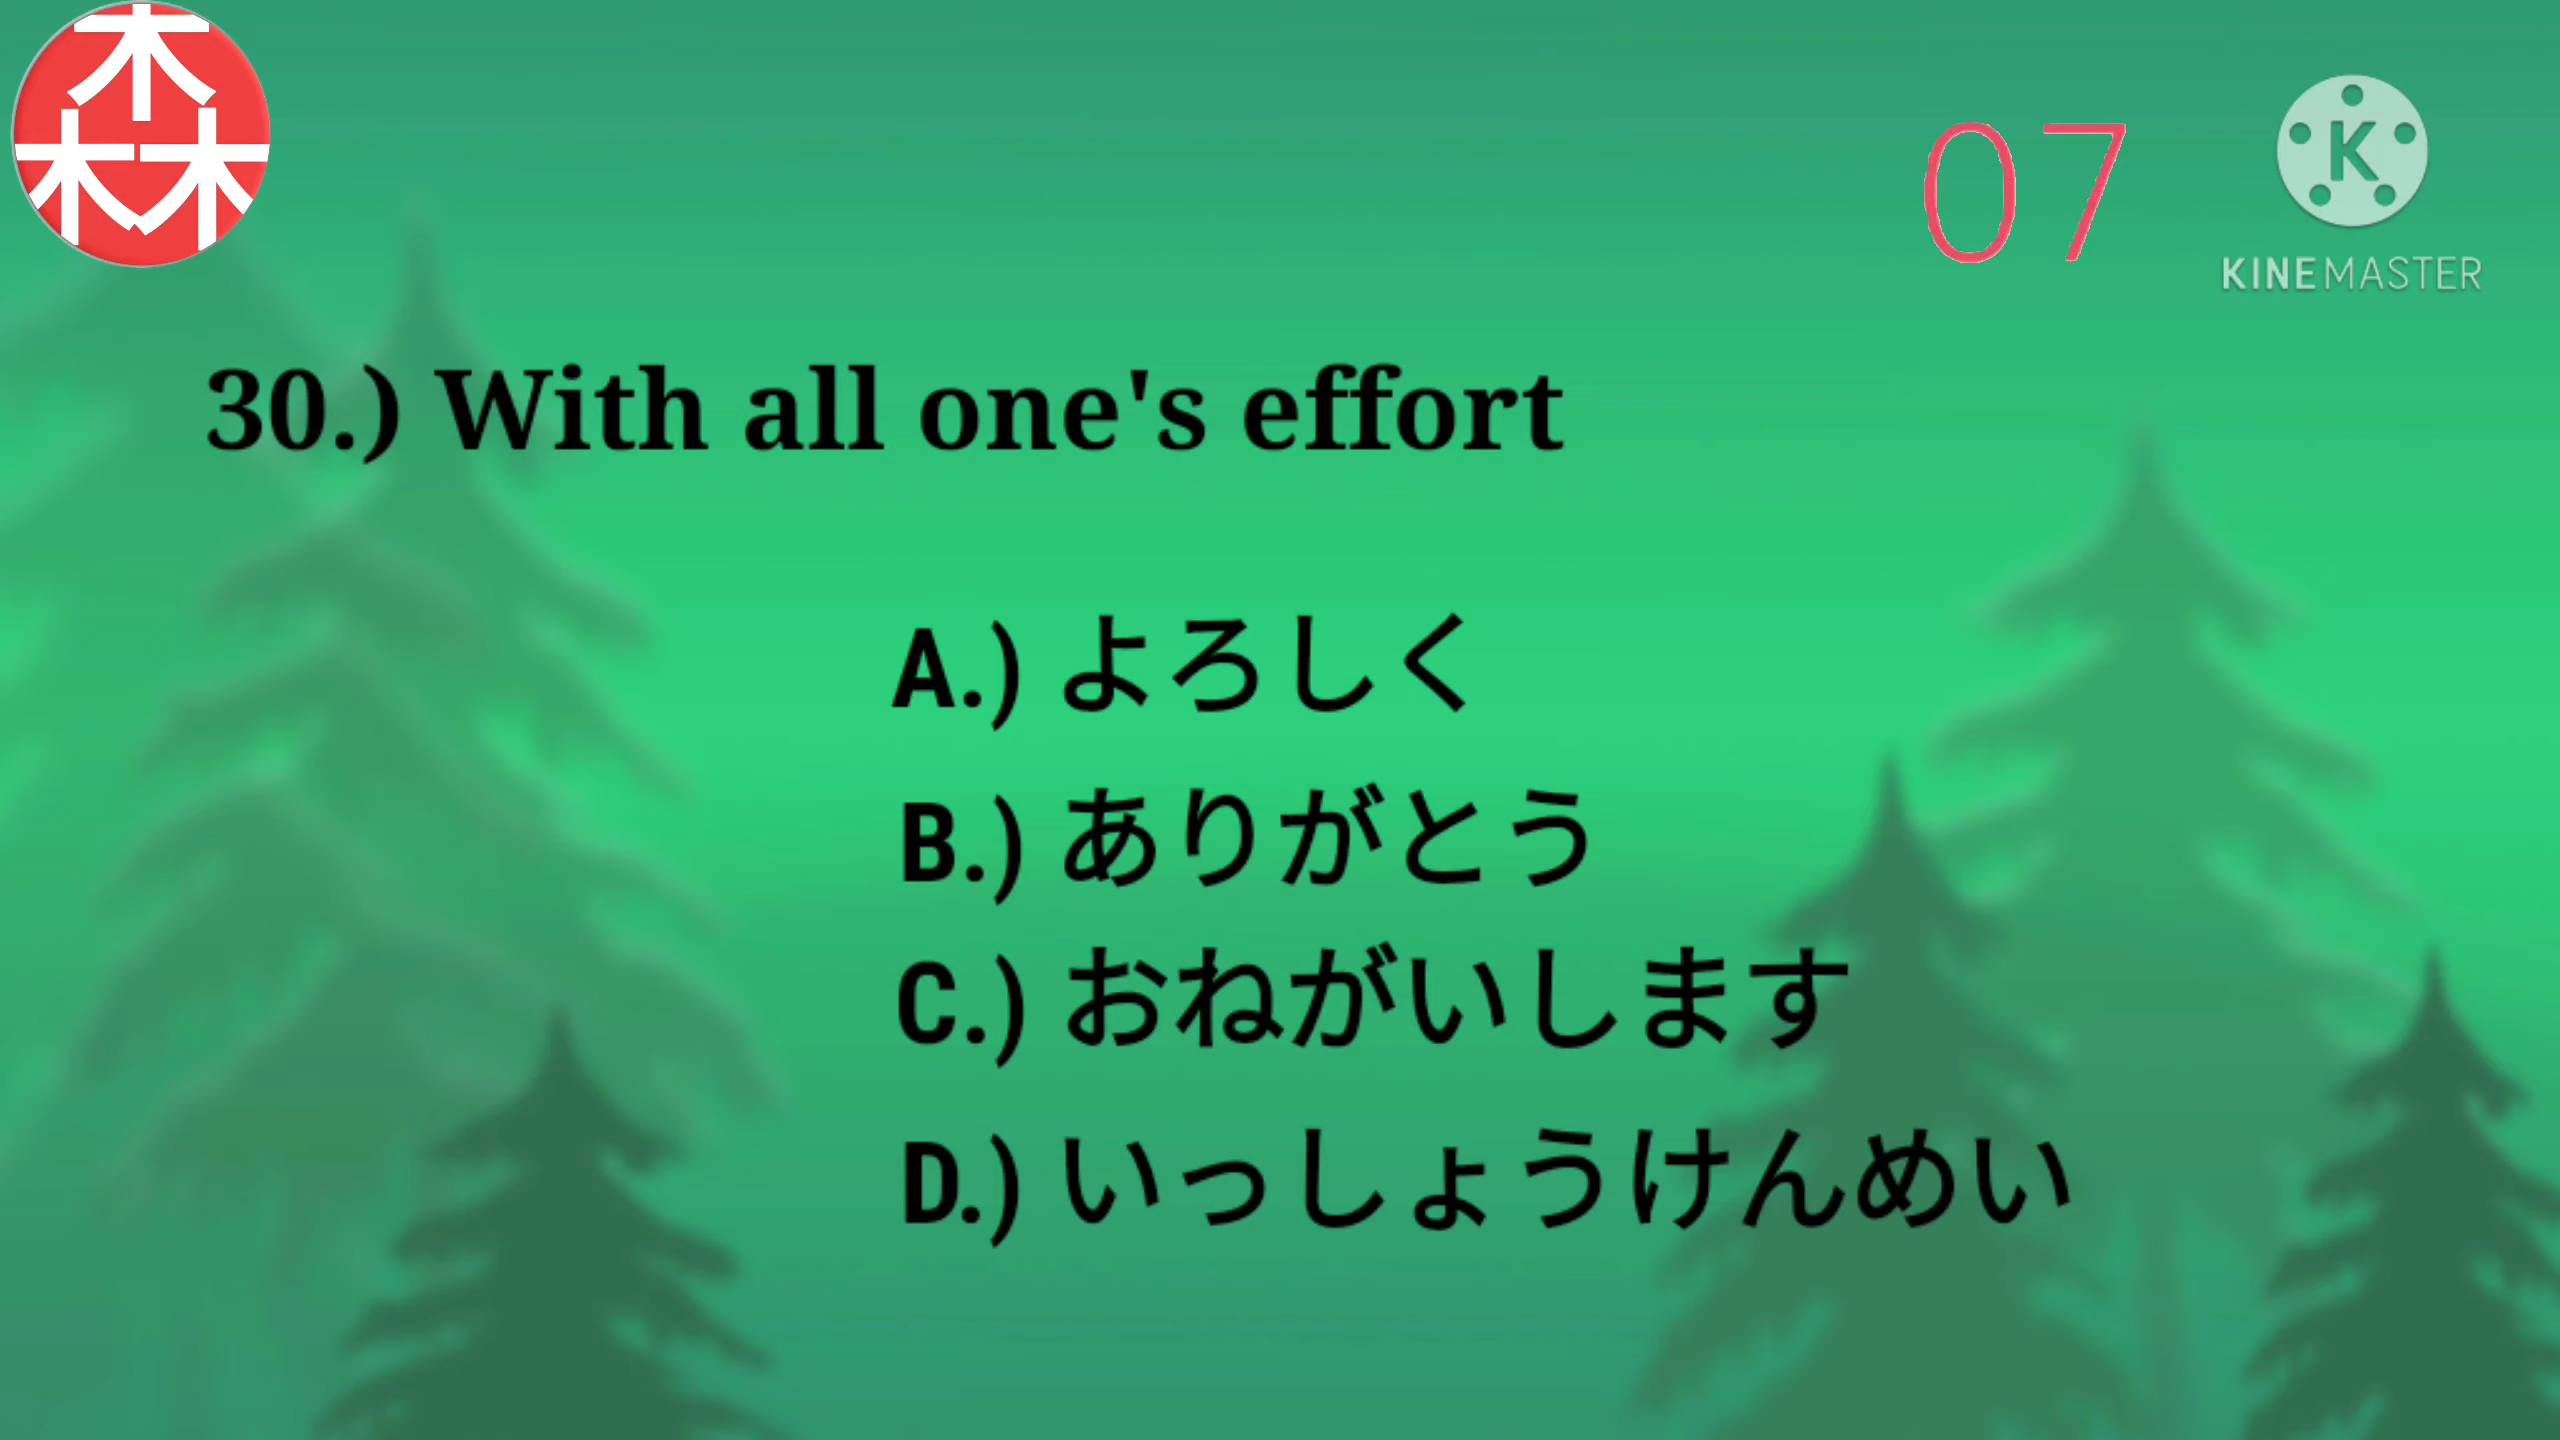 森
07
K
KINEMASTER
30.) With all one's effort
A.) よろしく
B.) ありがとう
C.) おねがいします
D.) いっしょうけんめい